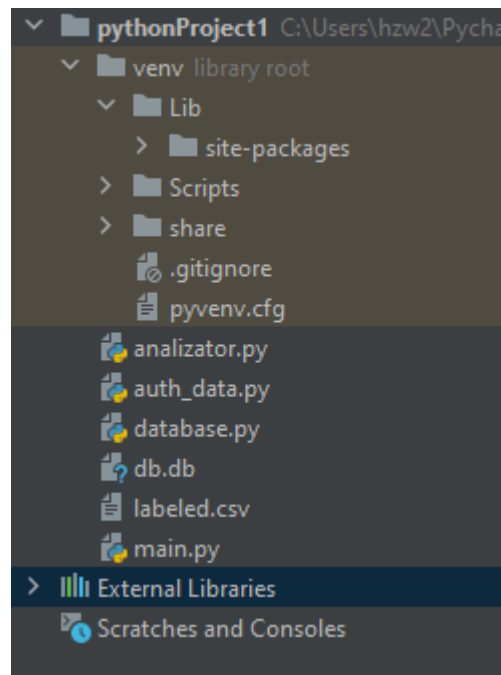 pythonProject1 C:\Users\hzw2\Pycha
venv library root
Lib
site-packages
Scripts
share
.gitignore
pyvenv.cfg
analizator.py
auth_data.py
database.py
db.db
labeled.csv
main.py
External Libraries
Scratches and Consoles